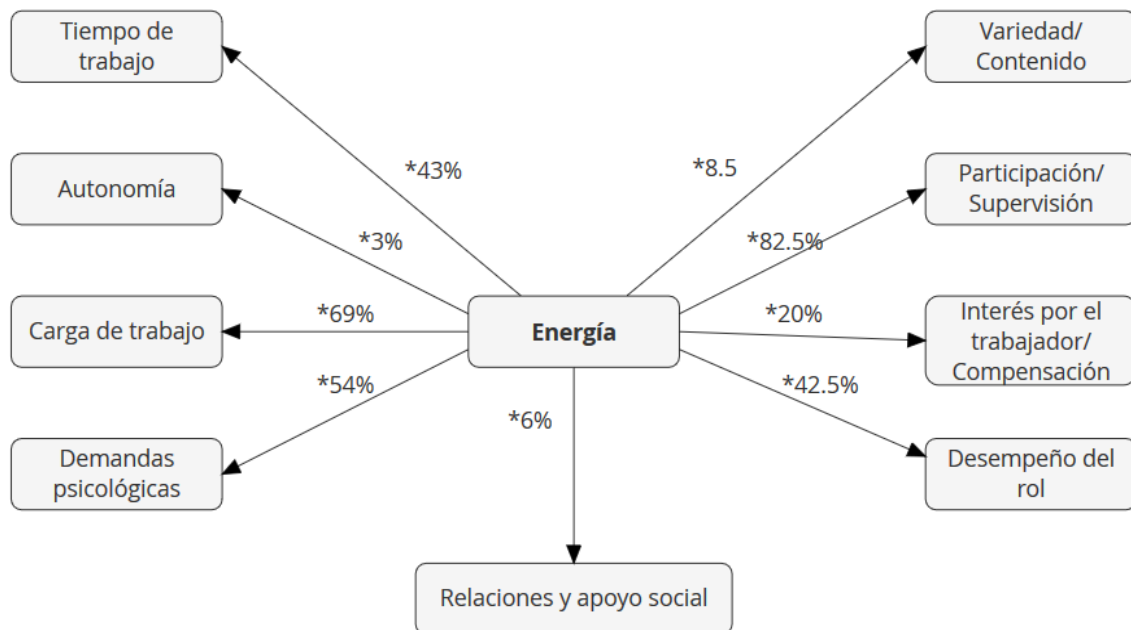 Tiempo de
trabajo
Variedad/
Contenido
*43%
*8.5
Autonomía
Participación/
Supervisión
*3%
*82.5%
Carga de trabajo
*69%
Energía
*20%
Interés por el
trabajador/
Compensación
*54%
*42.5%
*6%
Demandas
psicológicas
Desempeño del
rol
Relaciones y apoyo social